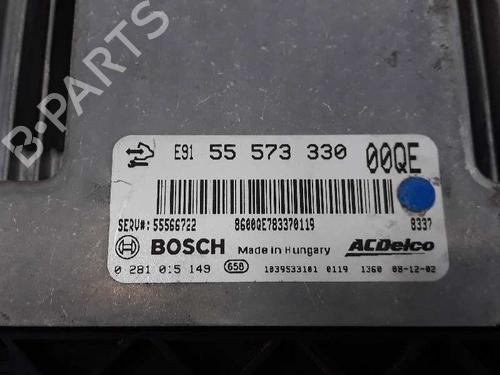 B-PARTS
E91 55 573 330 00QE
SERV#: 55566722 8600QE783370119 8337
BOSCH Made in Hungary ACDelco
0 281 015 149 658 1039S33101 0119 1360 08-12-02